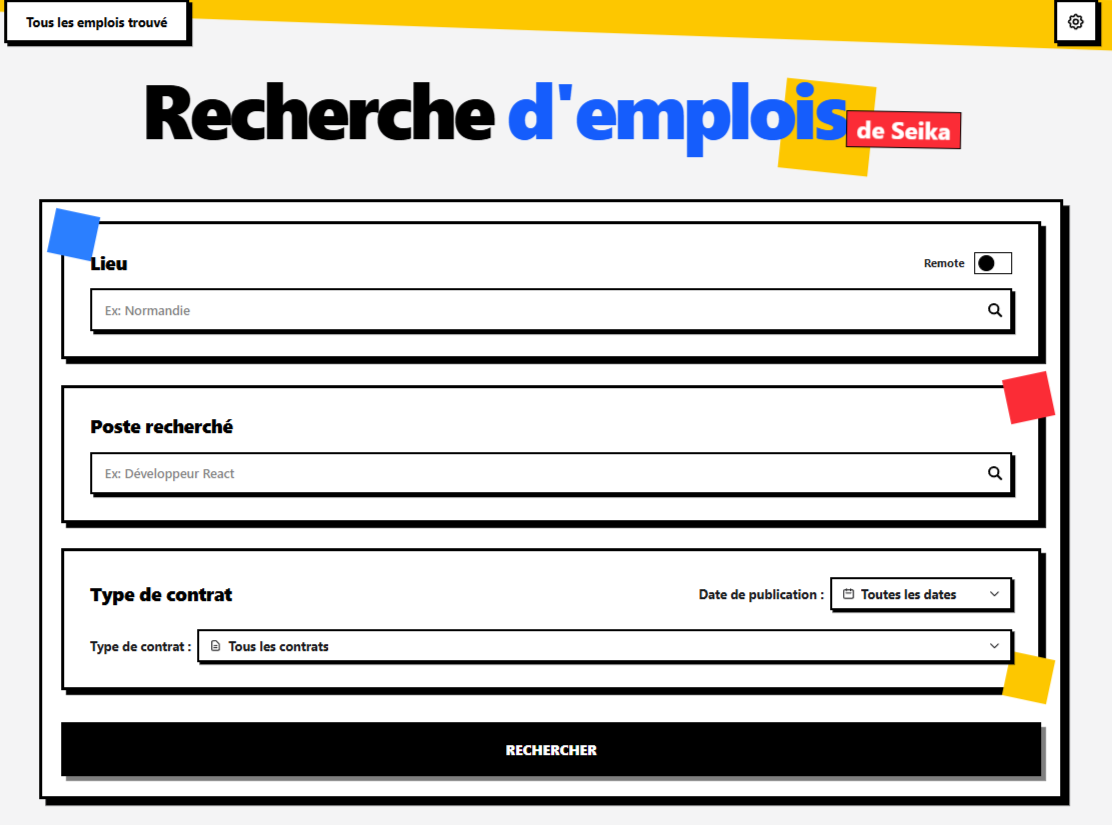 Tous les emplois trouvé
Recherche d'emplois de Seika
Lieu
Remote
Ex: Normandie
Poste recherché
Ex: Développeur React
Type de contrat
Date de publication :
Toutes les dates
Type de contrat :
Tous les contrats
RECHERCHER